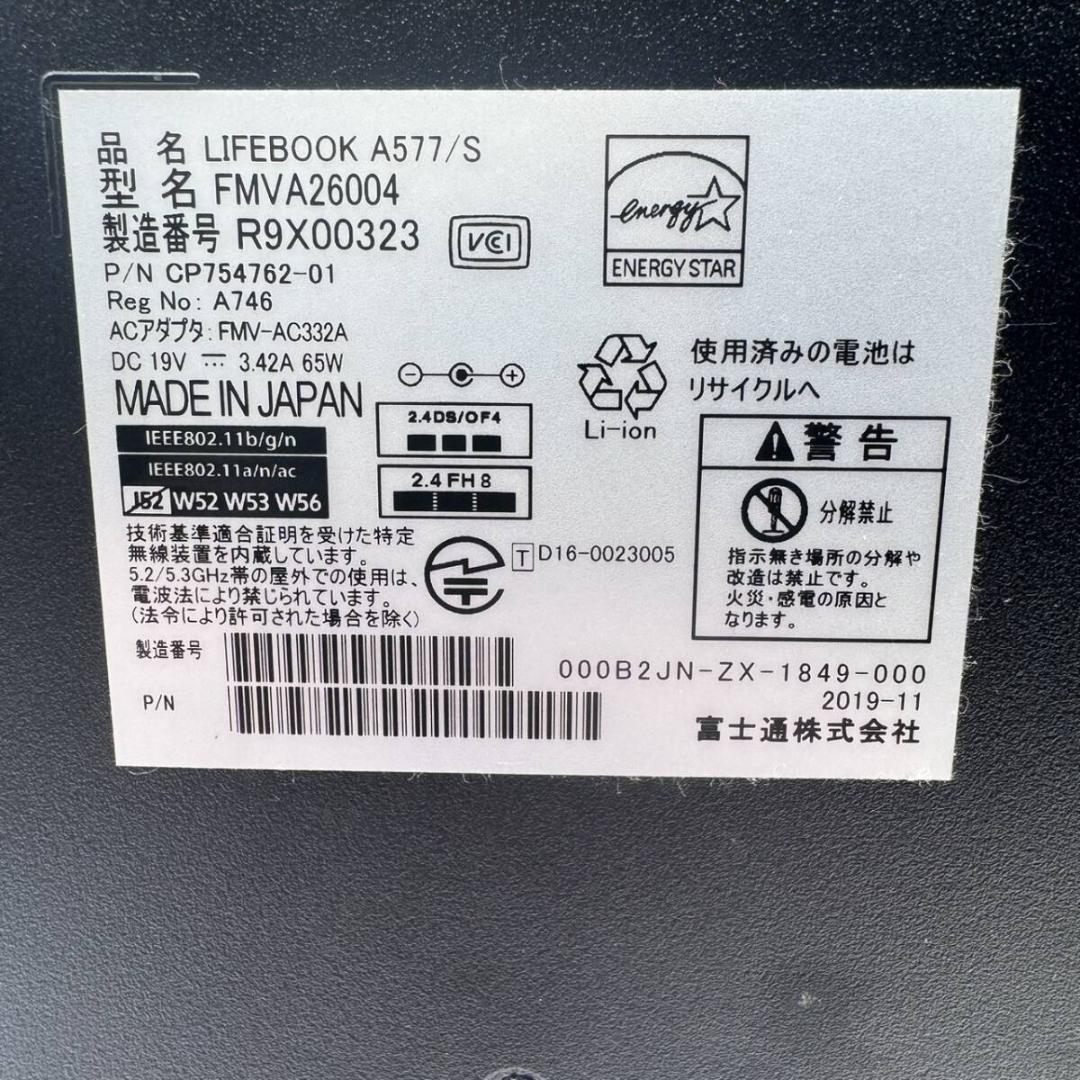 品 名 LIFEBOOK A577/S
型 名 FMVA26004
製造番号 R9X00323
VCCI
P/N CP754762-01
Reg No: A746
ACアダプタ: FMV-AC332A
DC 19V ⎓ 3.42A 65W
MADE IN JAPAN
IEEE802.11b/g/n
IEEE802.11a/n/ac
J52 W52 W53 W56
2.4DS/OF4
2.4FH8
energy
ENERGY STAR
使用済みの電池は
リサイクルへ
Li-ion
警告
分解禁止
指示無き場所の分解や
改造は禁止です。
火災・感電の原因と
なります。
技術基準適合証明を受けた特定
無線装置を内蔵しています。
5.2/5.3GHz帯の屋外での使用は、
電波法により禁じられています。
(法令により許可された場合を除く)
T D16-0023005
製造番号
P/N
000B2JN-ZX-1849-000
2019-11
富士通株式会社